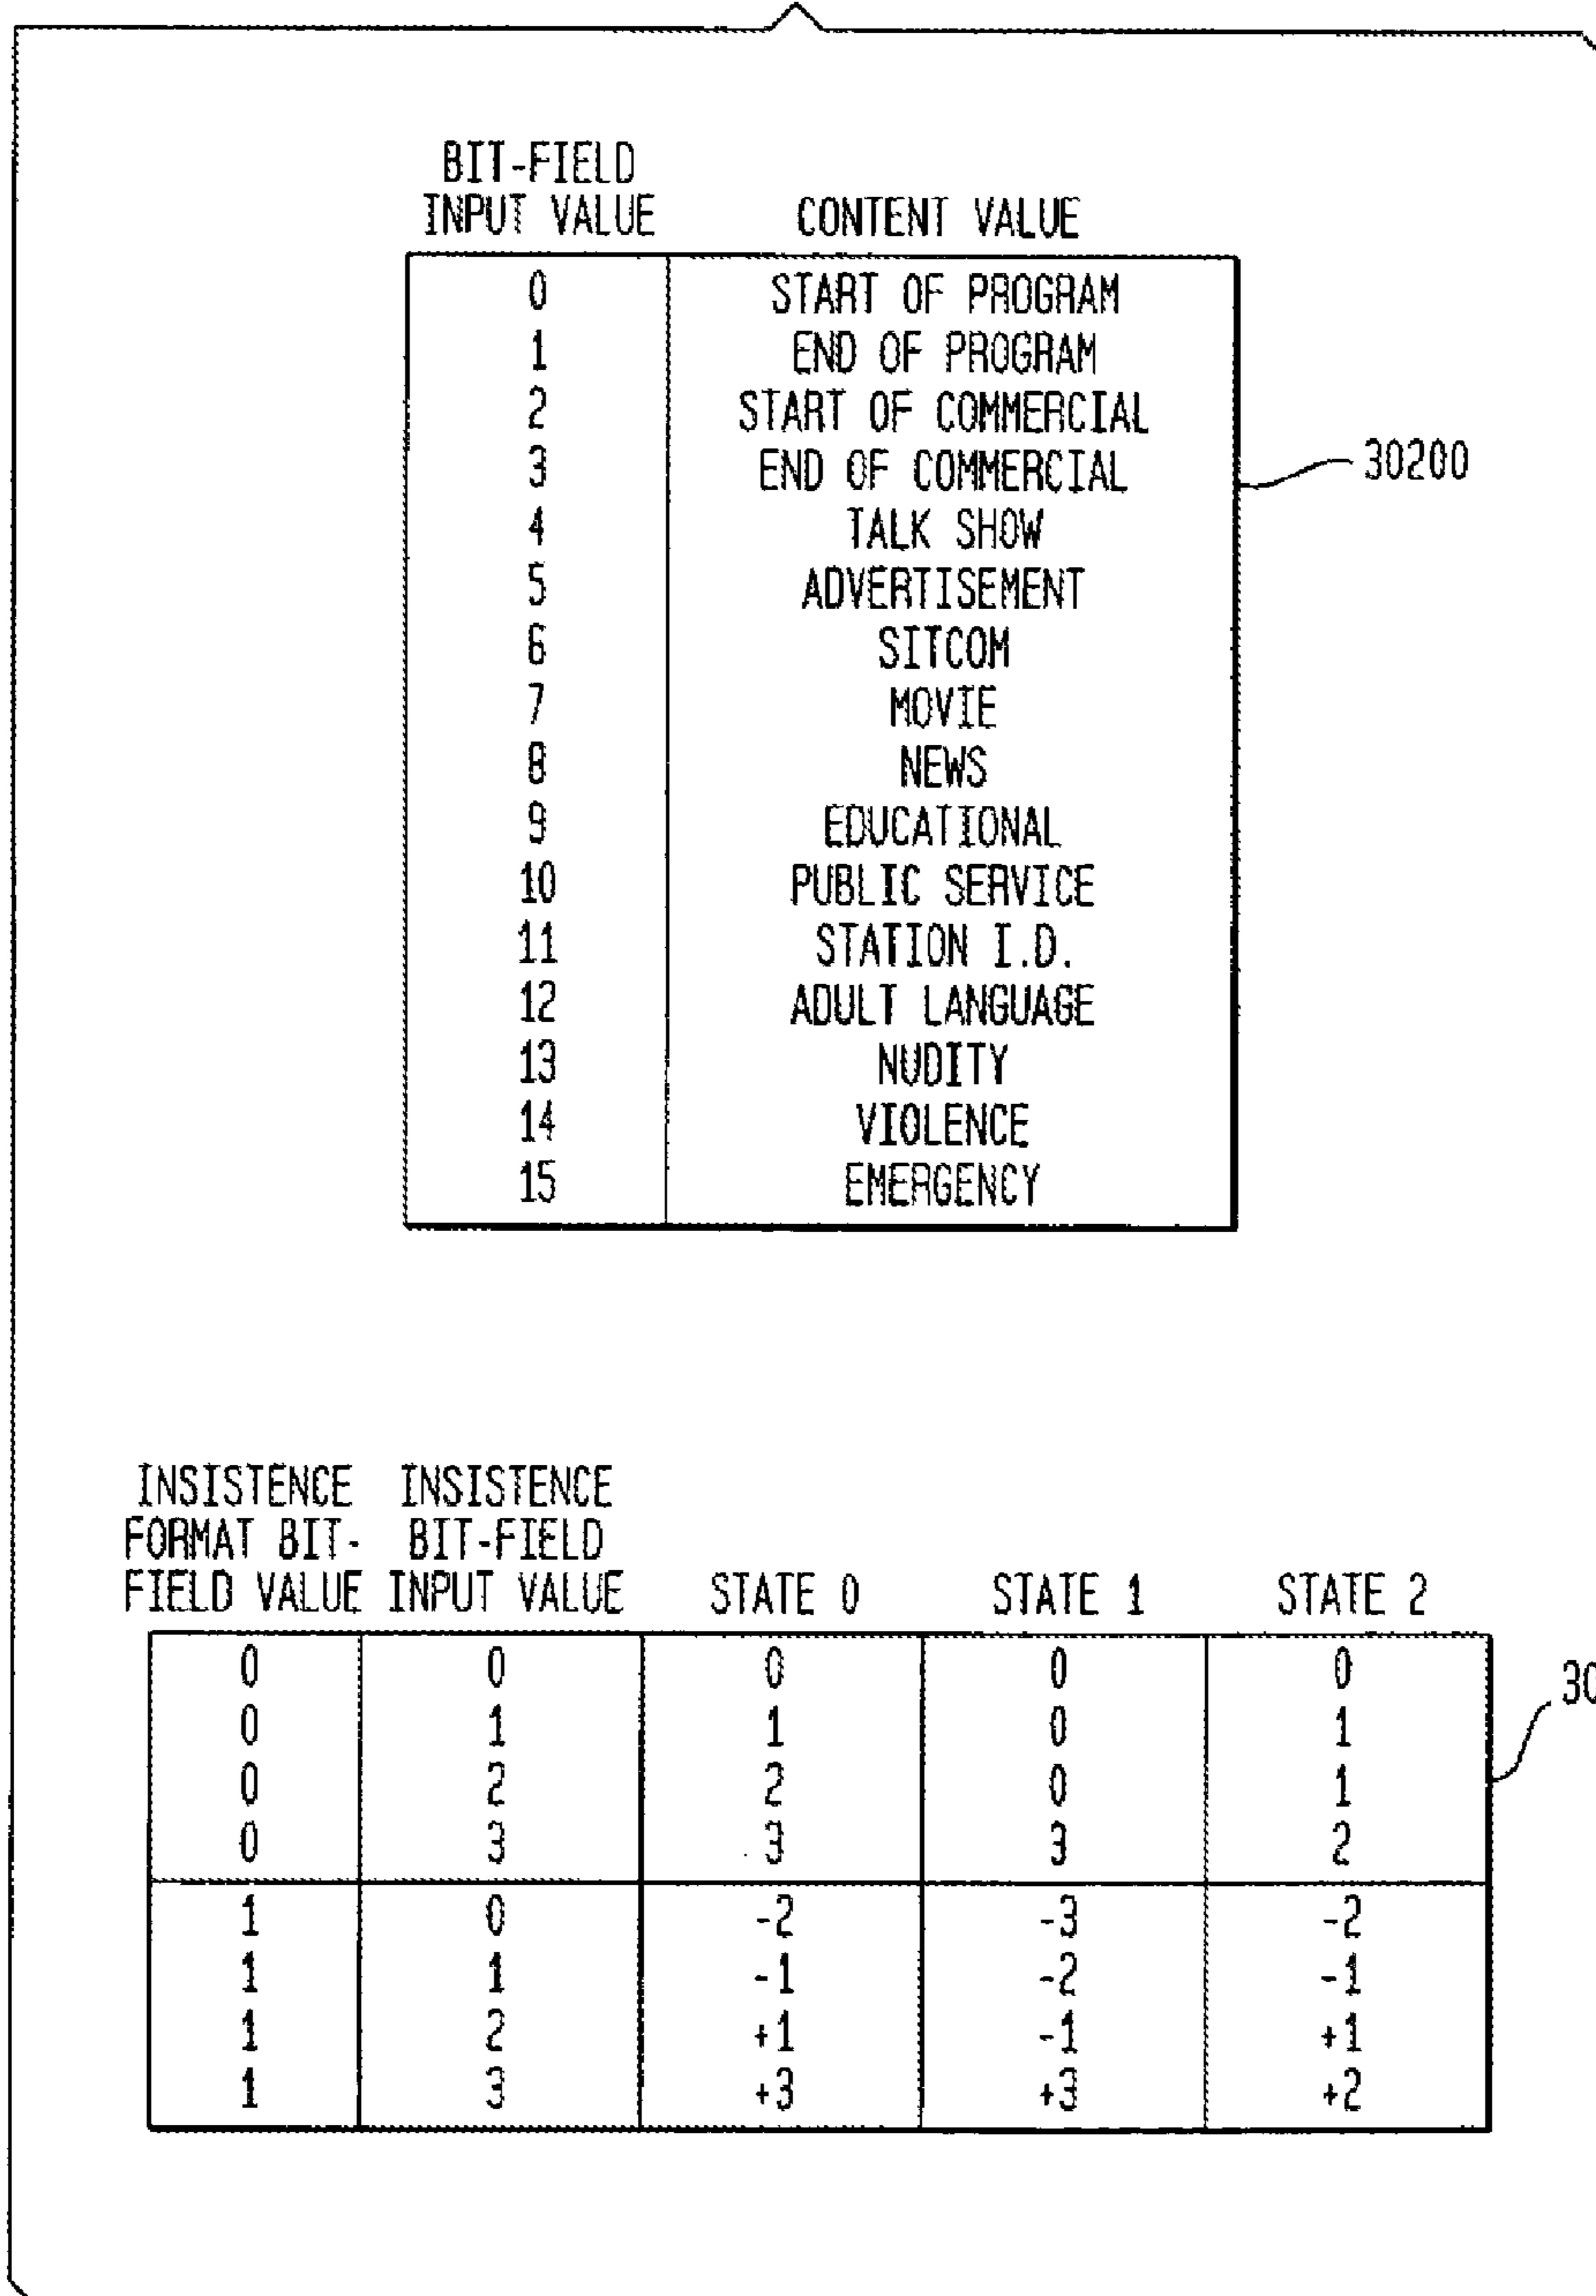 BIT-FIELD
INPUT VALUE CONTENT VALUE
0 START OF PROGRAM
1 END OF PROGRAM
2 START OF COMMERCIAL
3 END OF COMMERCIAL
30200
4 TALK SHOW
5 ADVERTISEMENT
6 SITCOM
7 MOVIE
8 NEWS
9 EDUCATIONAL
10 PUBLIC SERVICE
11 STATION I.D.
12 ADULT LANGUAGE
13 NUDITY
14 VIOLENCE
15 EMERGENCY
INSISTENCE INSISTENCE
FORMAT BIT- BIT-FIELD
FIELD VALUE INPUT VALUE STATE 0 STATE 1 STATE 2
0 0 0 0 0
0 1 1 0 1
0 2 2 0 1
0 3 3 3 2
1 0 -2 -3 -2
1 1 -1 -2 -1
1 2 +1 -1 +1
1 3 +3 +3 +2